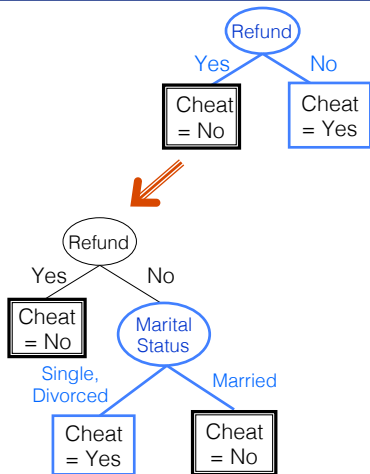 Refund
Yes
No
Cheat
= No
Cheat
= Yes
Refund
Yes
No
Cheat
= No
Marital
Status
Single,
Divorced
Married
Cheat
= Yes
Cheat
= No